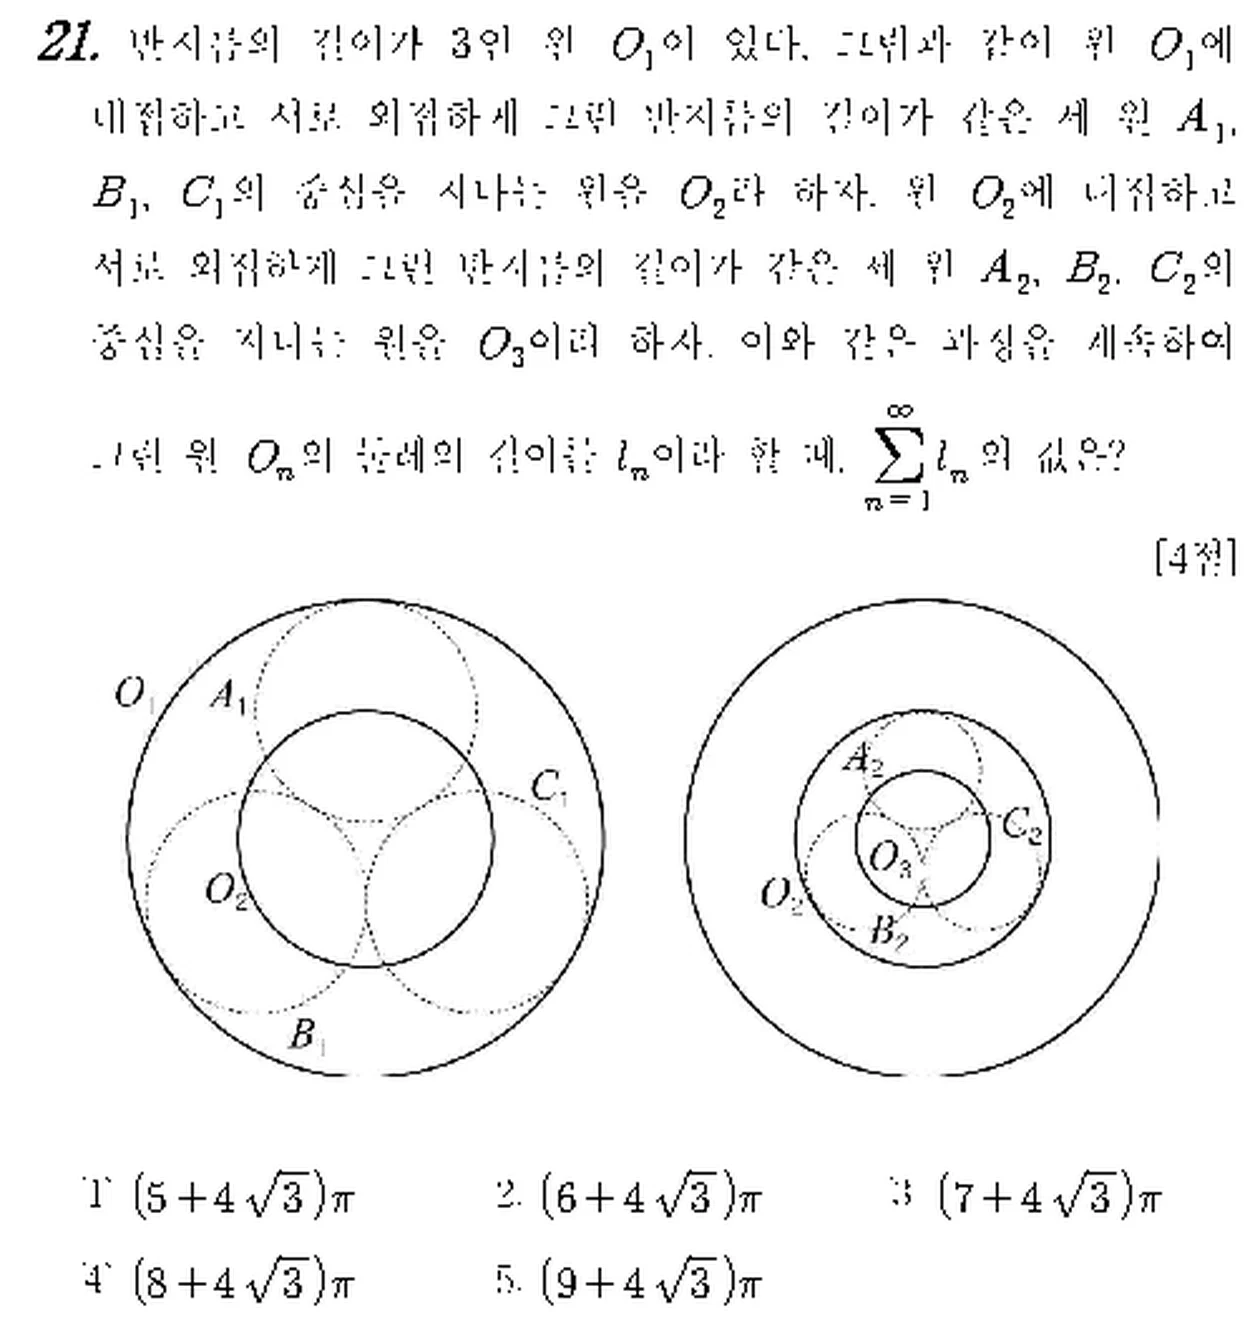 21. 반지름의 길이가 3인 원 O₁이 있다. 그림과 같이 원 O₁에
내접하고 서로 외접하게 그린 반지름의 길이가 같은 세 원 A₁,
B₁, C₁의 중심을 지나는 원을 O₂라 하자. 원 O₂에 내접하고
서로 외접하게 그린 반지름의 길이가 같은 세 원 A₂, B₂, C₂의
중심을 지나는 원을 O₃이라 하자. 이와 같은 과정을 계속하여
그린 원 Oₙ의 둘레의 길이를 lₙ이라 할 때, ∑_{n=1}^{∞} lₙ의 값은?
[4점]
O₁ A₁ C₁ O₂ B₁
A₂ C₂ O₃ O₂ B₂
1 (5+4√3)π 2. (6+4√3)π 3 (7+4√3)π
4 (8+4√3)π 5. (9+4√3)π